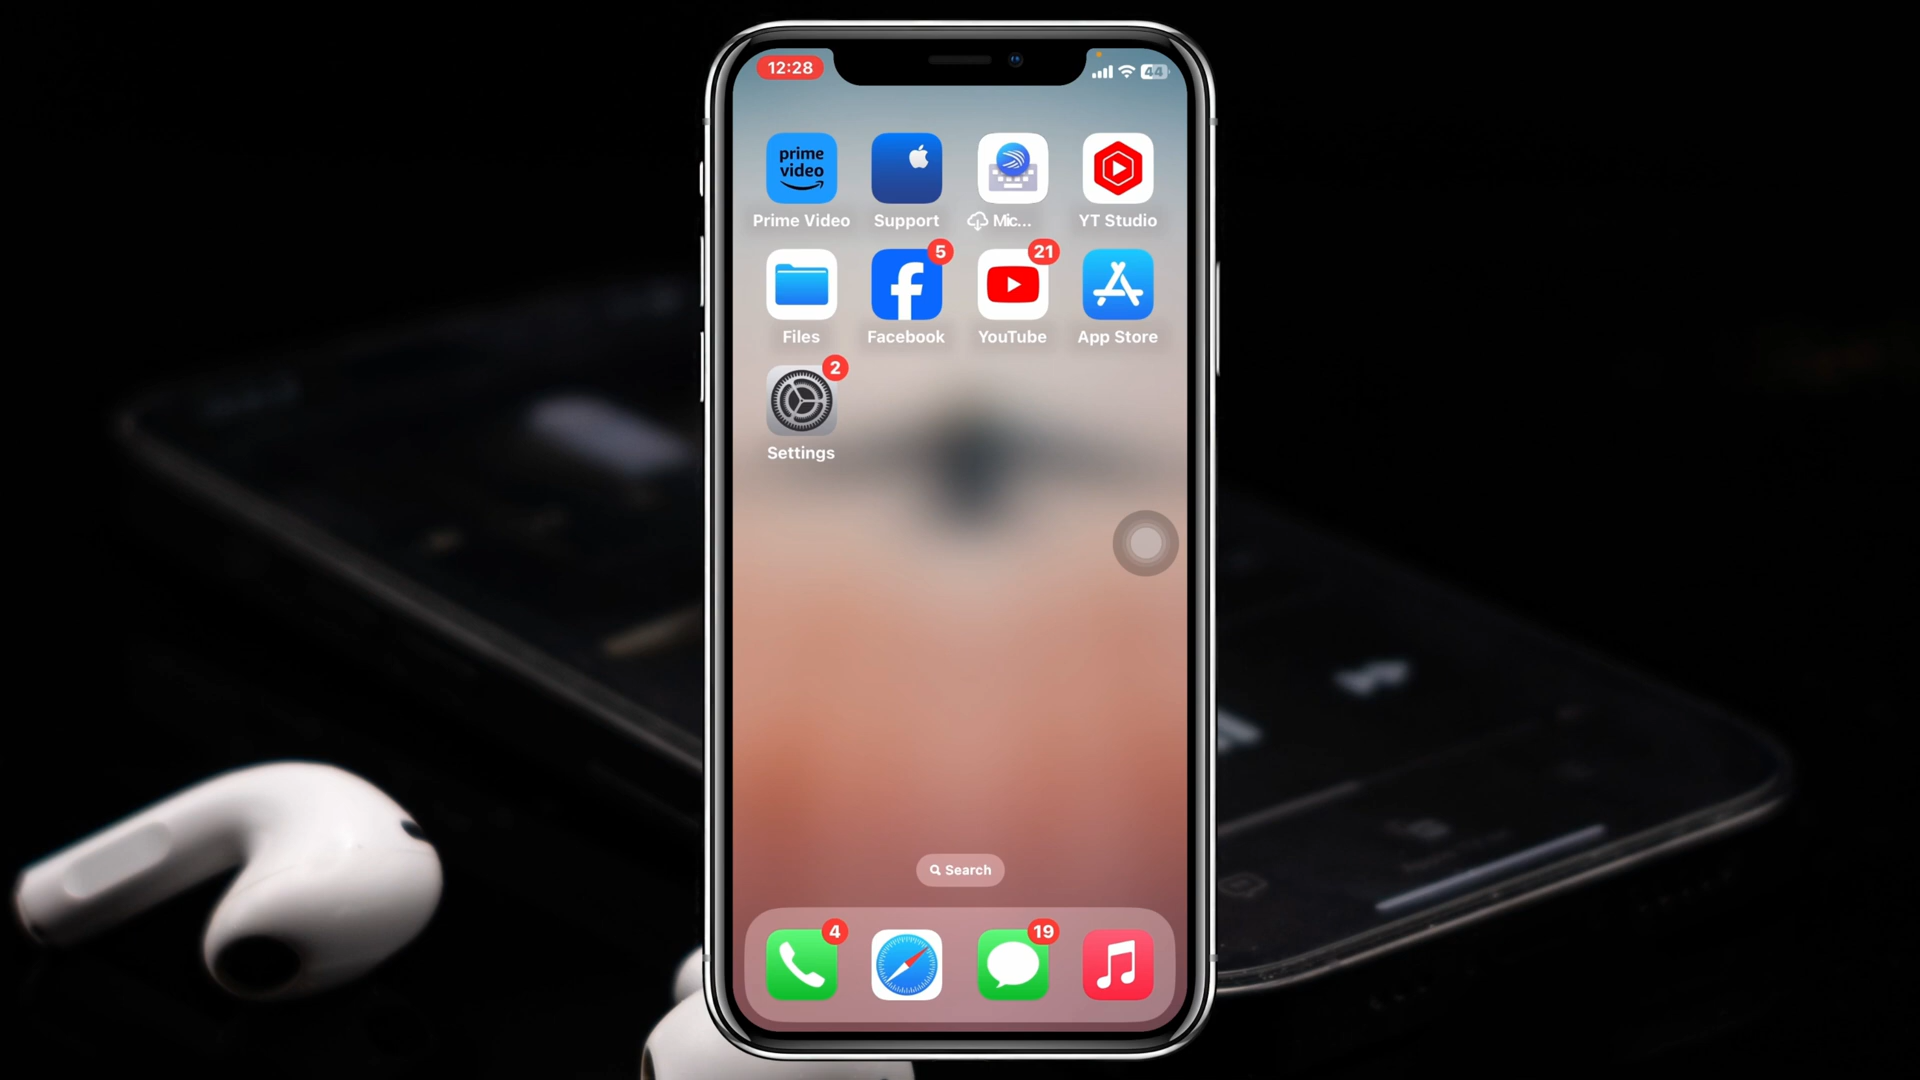 12:28
44
prime
video
Prime Video
Support
Mic...
YT Studio
5
21
Files
Facebook
YouTube
App Store
2
Settings
Search
4
19